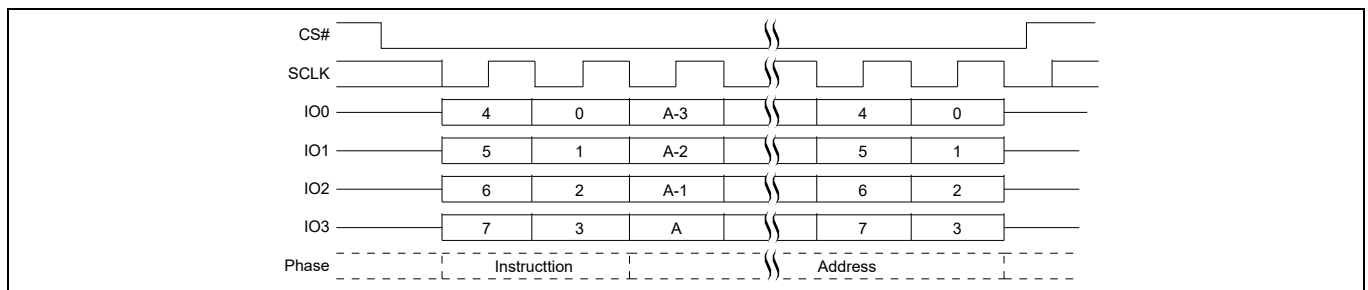 CS#
SCLK
IO0 4 0 A-3 4 0
IO1 5 1 A-2 5 1
IO2 6 2 A-1 6 2
IO3 7 3 A 7 3
Phase Instructtion Address